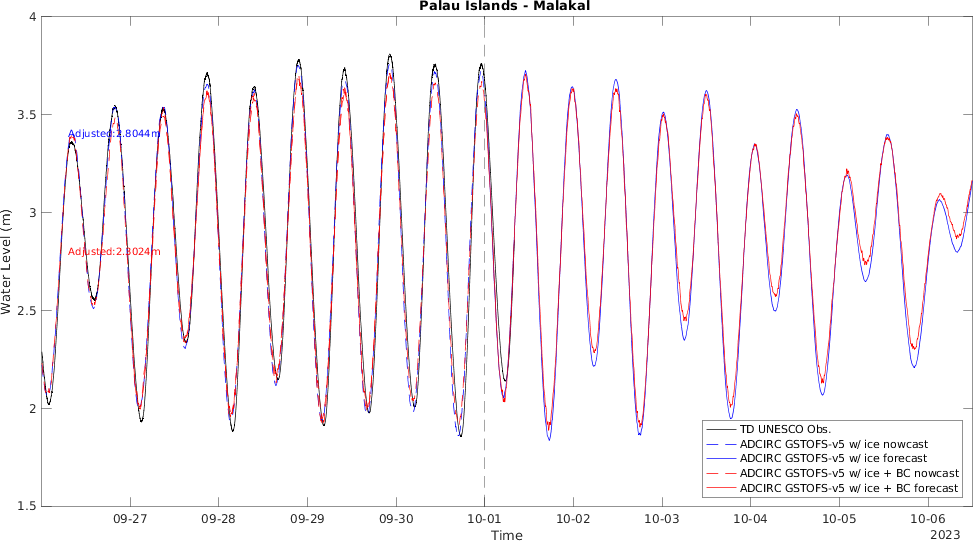 Palau Islands - Malakal
Water Level (m)
4
3.5
3
2.5
2
1.5
Adjusted:2.8044m
Adjusted:2.3024m
TD UNESCO Obs.
ADCIRC GSTOFS-v5 w/ ice nowcast
ADCIRC GSTOFS-v5 w/ ice forecast
ADCIRC GSTOFS-v5 w/ ice + BC nowcast
ADCIRC GSTOFS-v5 w/ ice + BC forecast
09-27 09-28 09-29 09-30 10-01 10-02 10-03 10-04 10-05 10-06
2023
Time